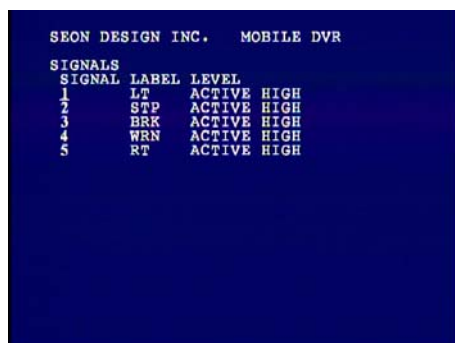 SEON DESIGN INC. MOBILE DVR
SIGNALS
SIGNAL LABEL LEVEL
1 LT ACTIVE HIGH
2 STP ACTIVE HIGH
3 BRK ACTIVE HIGH
4 WRN ACTIVE HIGH
5 RT ACTIVE HIGH